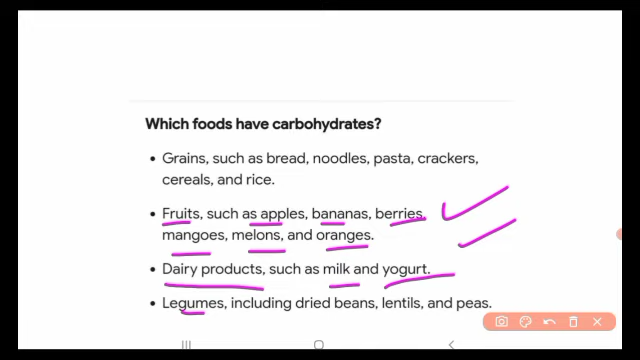 Which foods have carbohydrates?
• Grains, such as bread, noodles, pasta, crackers,
cereals, and rice.
• Fruits, such as apples, bananas, berries,
mangoes, melons, and oranges.
• Dairy products, such as milk and yogurt.
• Legumes, including dried beans, lentils, and peas.